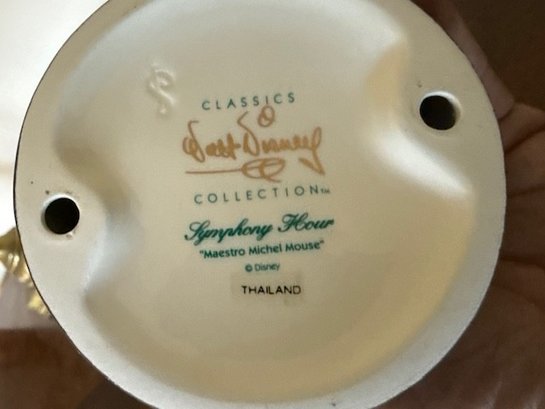 CLASSICS
Walt Disney
COLLECTION™
Symphony Hour
"Maestro Michel Mouse"
© Disney
THAILAND